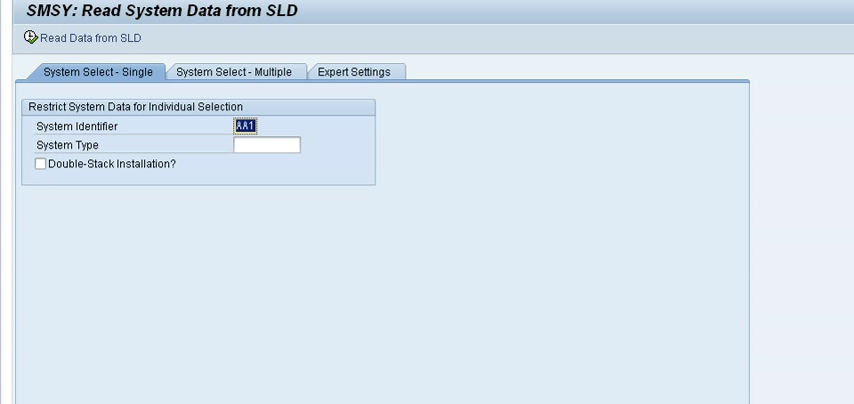 SMSY: Read System Data from SLD
Read Data from SLD
System Select - Single System Select - Multiple Expert Settings
Restrict System Data for Individual Selection
System Identifier AA1
System Type
Double-Stack Installation?